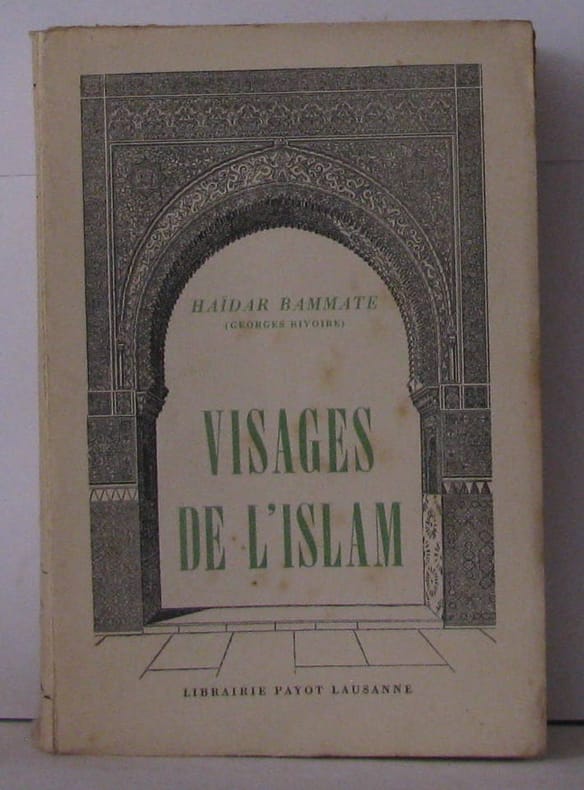 HAÏDAR BAMMATE
(GEORGES RIVOIRE)
VISAGES
DE L'ISLAM
LIBRAIRIE PAYOT LAUSANNE